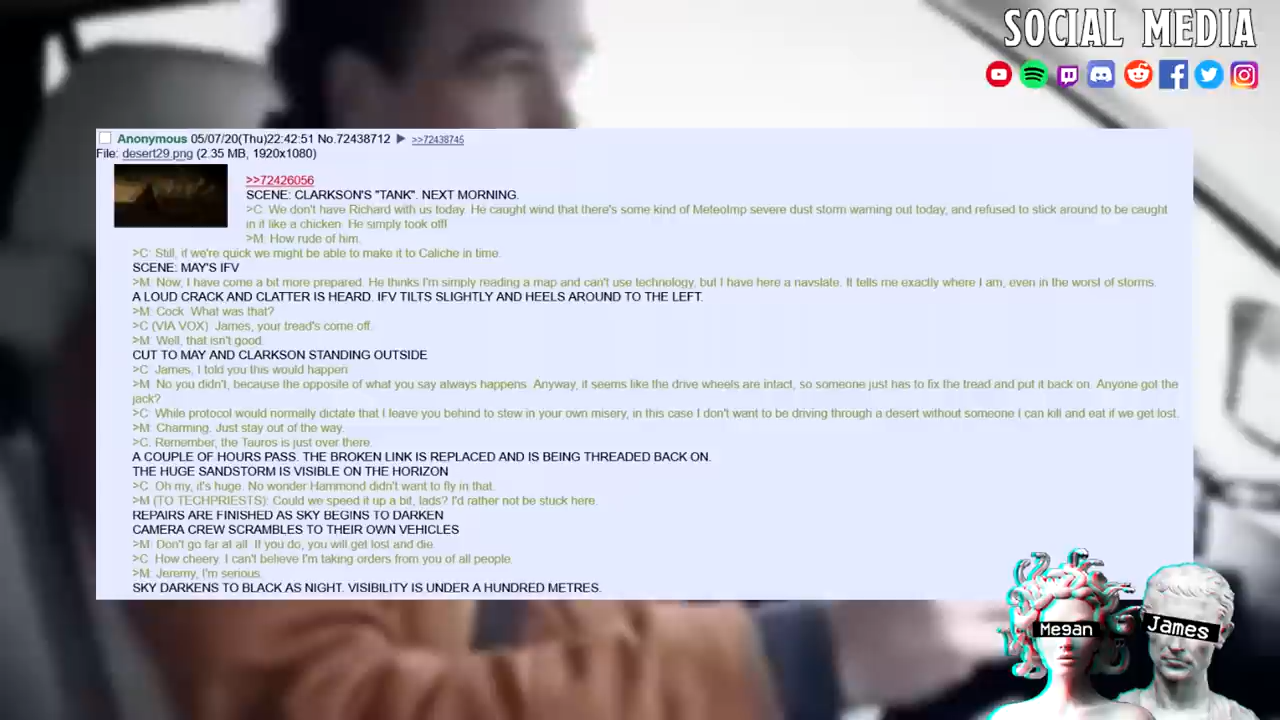 SOCIAL MEDIA
Anonymous 05/07/20(Thu)22:42:51 No.72438712 ▶ >>72438745
File: desert29.png (2.35 MB, 1920x1080)
>>72426056
SCENE: CLARKSON'S "TANK". NEXT MORNING.
>C: We don't have Richard with us today. He caught wind that there's some kind of MeteoImp severe dust storm warning out today, and refused to stick around to be caught
in it like a chicken. He simply took off!
>M: How rude of him.
>C: Still, if we're quick we might be able to make it to Caliche in time.
SCENE: MAY'S IFV
>M: Now, I have come a bit more prepared. He thinks I'm simply reading a map and can't use technology, but I have here a navslate. It tells me exactly where I am, even in the worst of storms.
A LOUD CRACK AND CLATTER IS HEARD. IFV TILTS SLIGHTLY AND HEELS AROUND TO THE LEFT.
>M: Cock. What was that?
>C (VIA VOX): James, your tread's come off.
>M: Well, that isn't good.
CUT TO MAY AND CLARKSON STANDING OUTSIDE
>C: James, I told you this would happen
>M: No you didn't, because the opposite of what you say always happens. Anyway, it seems like the drive wheels are intact, so someone just has to fix the tread and put it back on. Anyone got the
jack?
>C: While protocol would normally dictate that I leave you behind to stew in your own misery, in this case I don't want to be driving through a desert without someone I can kill and eat if we get lost.
>M: Charming. Just stay out of the way.
>C: Remember, the Tauros is just over there.
A COUPLE OF HOURS PASS. THE BROKEN LINK IS REPLACED AND IS BEING THREADED BACK ON.
THE HUGE SANDSTORM IS VISIBLE ON THE HORIZON
>C: Oh my, it's huge. No wonder Hammond didn't want to fly in that.
>M (TO TECHPRIESTS): Could we speed it up a bit, lads? I'd rather not be stuck here.
REPAIRS ARE FINISHED AS SKY BEGINS TO DARKEN
CAMERA CREW SCRAMBLES TO THEIR OWN VEHICLES
>M: Don't go far at all. If you do, you will get lost and die.
>C: How cheery. I can't believe I'm taking orders from you of all people.
>M: Jeremy, I'm serious.
SKY DARKENS TO BLACK AS NIGHT. VISIBILITY IS UNDER A HUNDRED METRES.
Megan
James